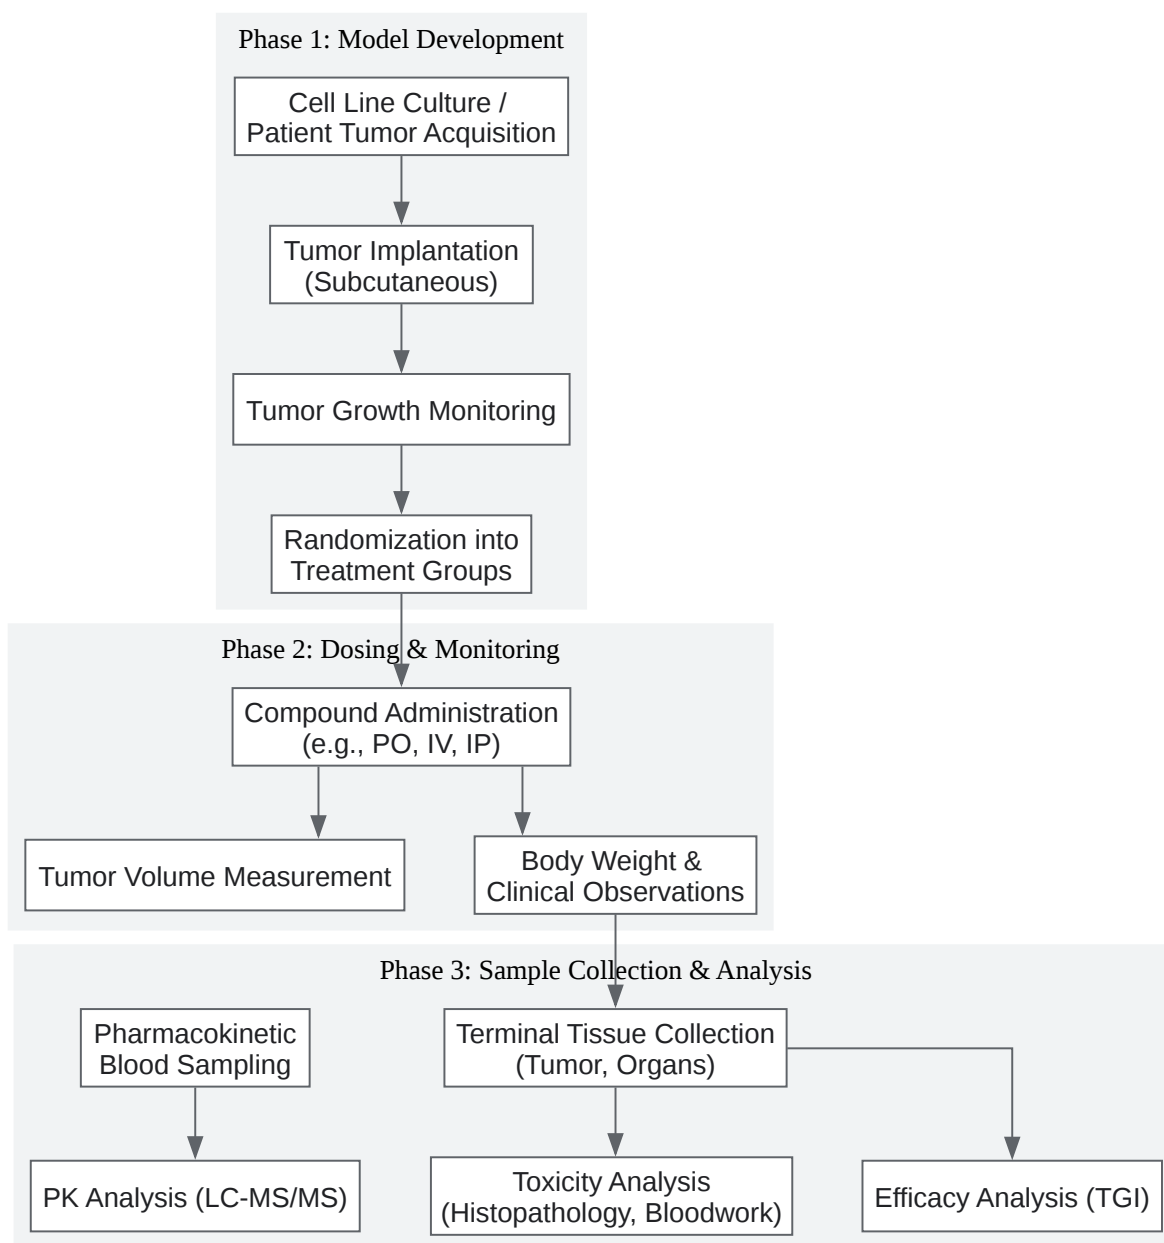 Phase 1: Model Development
Cell Line Culture /
Patient Tumor Acquisition
Tumor Implantation
(Subcutaneous)
Tumor Growth Monitoring
Randomization into
Treatment Groups
Phase 2: Dosing & Monitoring
Compound Administration
(e.g., PO, IV, IP)
Tumor Volume Measurement
Body Weight &
Clinical Observations
Phase 3: Sample Collection & Analysis
Pharmacokinetic
Blood Sampling
Terminal Tissue Collection
(Tumor, Organs)
PK Analysis (LC-MS/MS)
Toxicity Analysis
(Histopathology, Bloodwork)
Efficacy Analysis (TGI)